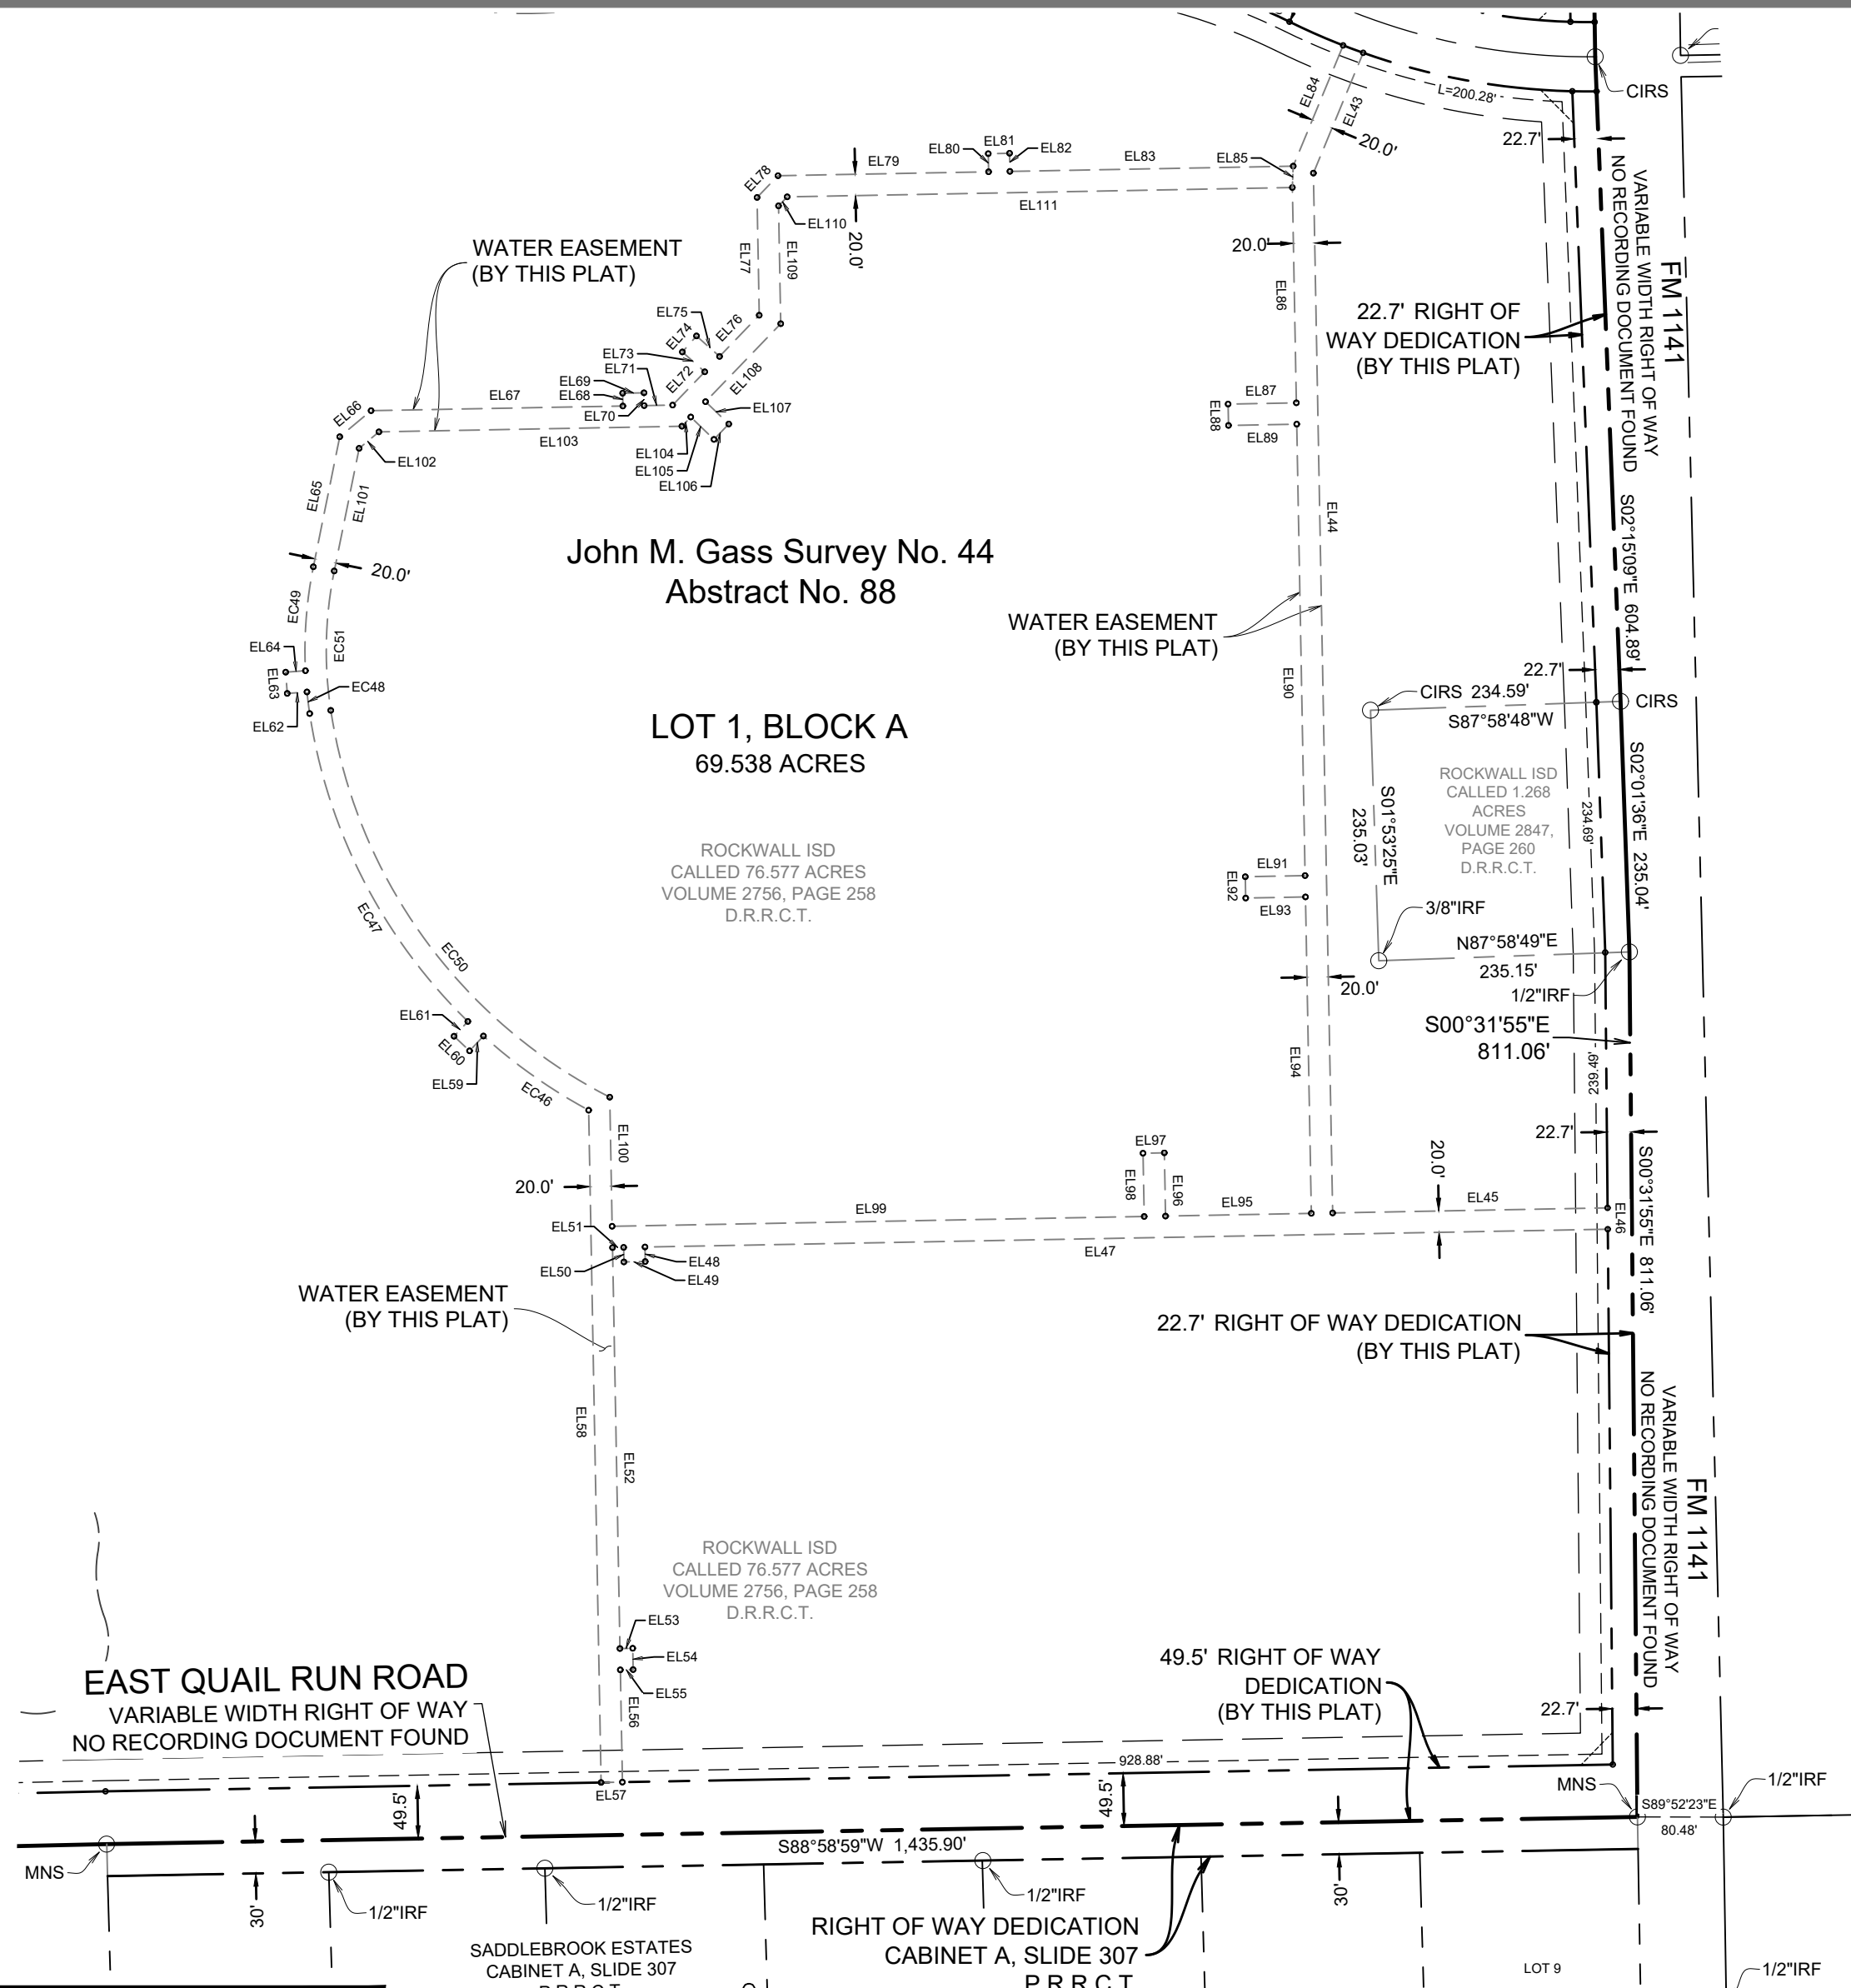 L=200.28'
CIRS
22.7'
EL84
EL43
20.0'
EL80
EL81
EL82
EL79
EL83
EL85
EL78
EL110
EL111
20.0'
WATER EASEMENT
(BY THIS PLAT)
EL77
EL109
20.0'
EL86
VARIABLE WIDTH RIGHT OF WAY
NO RECORDING DOCUMENT FOUND
FM 1141
22.7' RIGHT OF
WAY DEDICATION
(BY THIS PLAT)
EL75
EL74
EL76
EL73
EL71
EL72
EL108
EL69
EL68
EL70
EL67
EL66
EL107
EL87
EL88
EL89
EL103
EL102
EL104
EL105
EL106
EL65
EL101
20.0'
EL44
S02°15'09"E 604.89'
John M. Gass Survey No. 44
Abstract No. 88
EC49
EC51
WATER EASEMENT
(BY THIS PLAT)
EL64
EL63
EL62
EC48
EL90
22.7'
CIRS 234.59'
S87°58'48"W
CIRS
LOT 1, BLOCK A
69.538 ACRES
S02°01'36"E 235.04'
ROCKWALL ISD
CALLED 1.268
ACRES
VOLUME 2847,
PAGE 260
D.R.R.C.T.
234.69'
S01°53'25"E
235.03'
ROCKWALL ISD
CALLED 76.577 ACRES
VOLUME 2756, PAGE 258
D.R.R.C.T.
EL91
EL92
EL93
3/8"IRF
EC47
EC50
N87°58'49"E
235.15'
20.0'
1/2"IRF
EL61
EL60
EL59
S00°31'55"E
811.06'
EC46
EL94
239.49'
EL100
22.7'
EL97
EL98
EL96
20.0'
20.0'
EL99
EL95
EL45
EL46
S00°31'55"E 811.06'
EL51
EL47
EL50
EL48
EL49
WATER EASEMENT
(BY THIS PLAT)
22.7' RIGHT OF WAY DEDICATION
(BY THIS PLAT)
EL58
EL52
VARIABLE WIDTH RIGHT OF WAY
NO RECORDING DOCUMENT FOUND
FM 1141
ROCKWALL ISD
CALLED 76.577 ACRES
VOLUME 2756, PAGE 258
D.R.R.C.T.
EL53
EL54
EL55
EL56
49.5' RIGHT OF WAY
DEDICATION
(BY THIS PLAT)
EAST QUAIL RUN ROAD
VARIABLE WIDTH RIGHT OF WAY
NO RECORDING DOCUMENT FOUND
22.7'
928.88'
EL57
49.5'
49.5'
MNS
1/2"IRF
S89°52'23"E
80.48'
S88°58'59"W 1,435.90'
MNS
30'
1/2"IRF
1/2"IRF
1/2"IRF
30'
RIGHT OF WAY DEDICATION
CABINET A, SLIDE 307
P.R.R.C.T.
SADDLEBROOK ESTATES
CABINET A, SLIDE 307
LOT 9
1/2"IRF